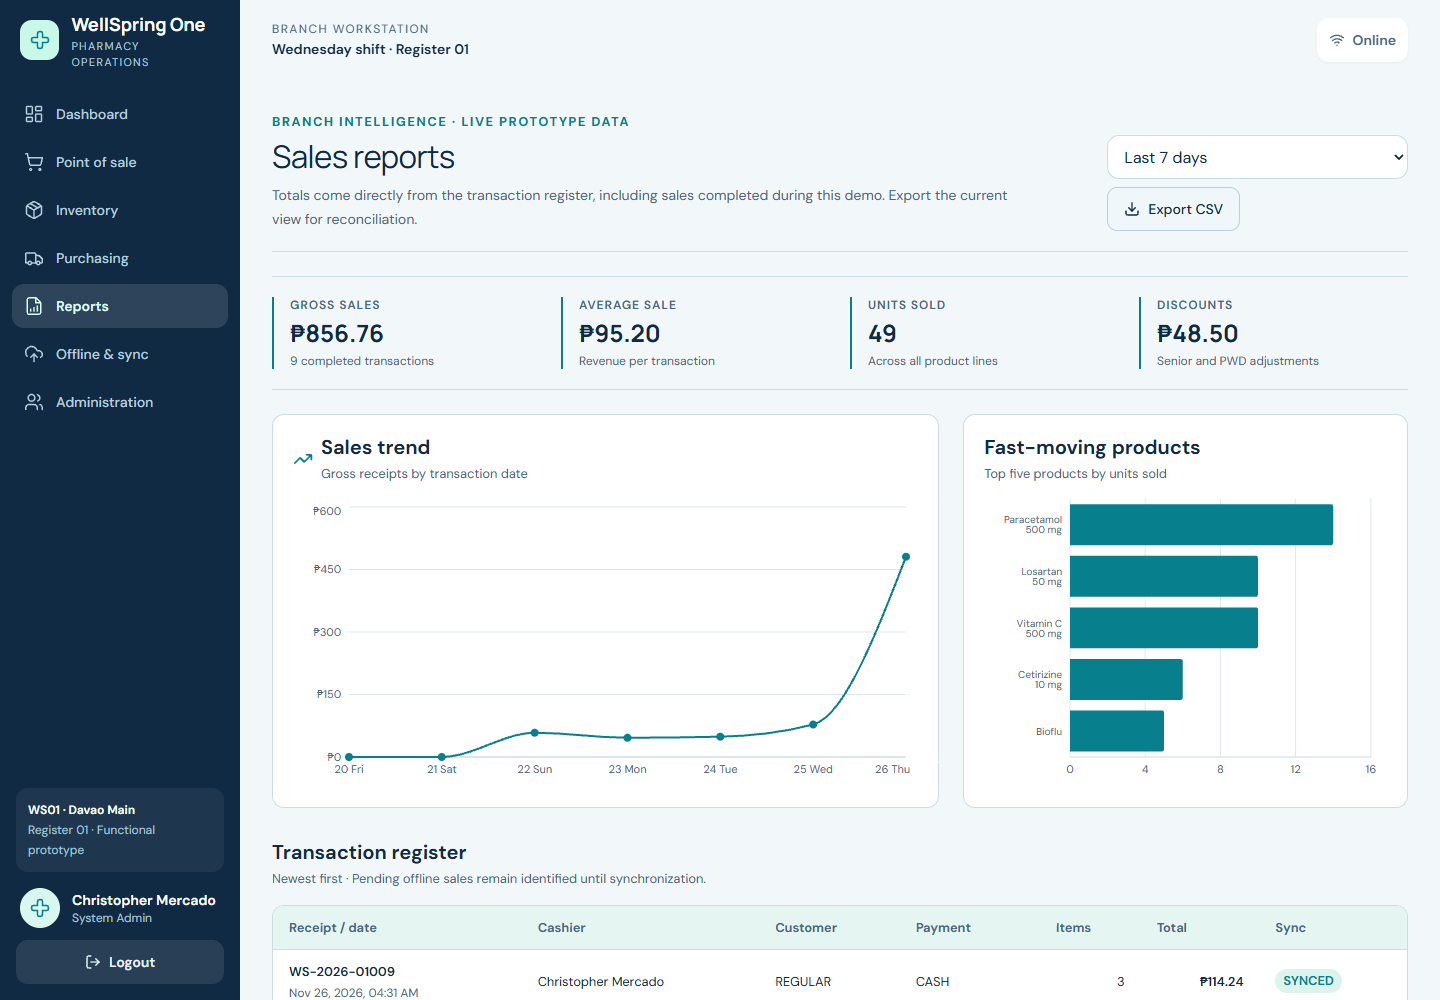 WellSpring One
PHARMACY
OPERATIONS
Dashboard
Point of sale
Inventory
Purchasing
Reports
Offline & sync
Administration
WS01 · Davao Main
Register 01 · Functional
prototype
Christopher Mercado
System Admin
Logout
BRANCH WORKSTATION
Wednesday shift · Register 01
Online
BRANCH INTELLIGENCE · LIVE PROTOTYPE DATA
Sales reports
Totals come directly from the transaction register, including sales completed during this demo. Export the current
view for reconciliation.
Last 7 days
Export CSV
GROSS SALES
₱856.76
9 completed transactions
AVERAGE SALE
₱95.20
Revenue per transaction
UNITS SOLD
49
Across all product lines
DISCOUNTS
₱48.50
Senior and PWD adjustments
Sales trend
Gross receipts by transaction date
₱600
₱450
₱300
₱150
₱0
20 Fri 21 Sat 22 Sun 23 Mon 24 Tue 25 Wed 26 Thu
Fast-moving products
Top five products by units sold
Paracetamol
500 mg
Losartan
50 mg
Vitamin C
500 mg
Cetirizine
10 mg
Bioflu
0 4 8 12 16
Transaction register
Newest first · Pending offline sales remain identified until synchronization.
Receipt / date Cashier Customer Payment Items Total Sync
WS-2026-01009
Nov 26, 2026, 04:31 AM
Christopher Mercado REGULAR CASH 3 ₱114.24 SYNCED